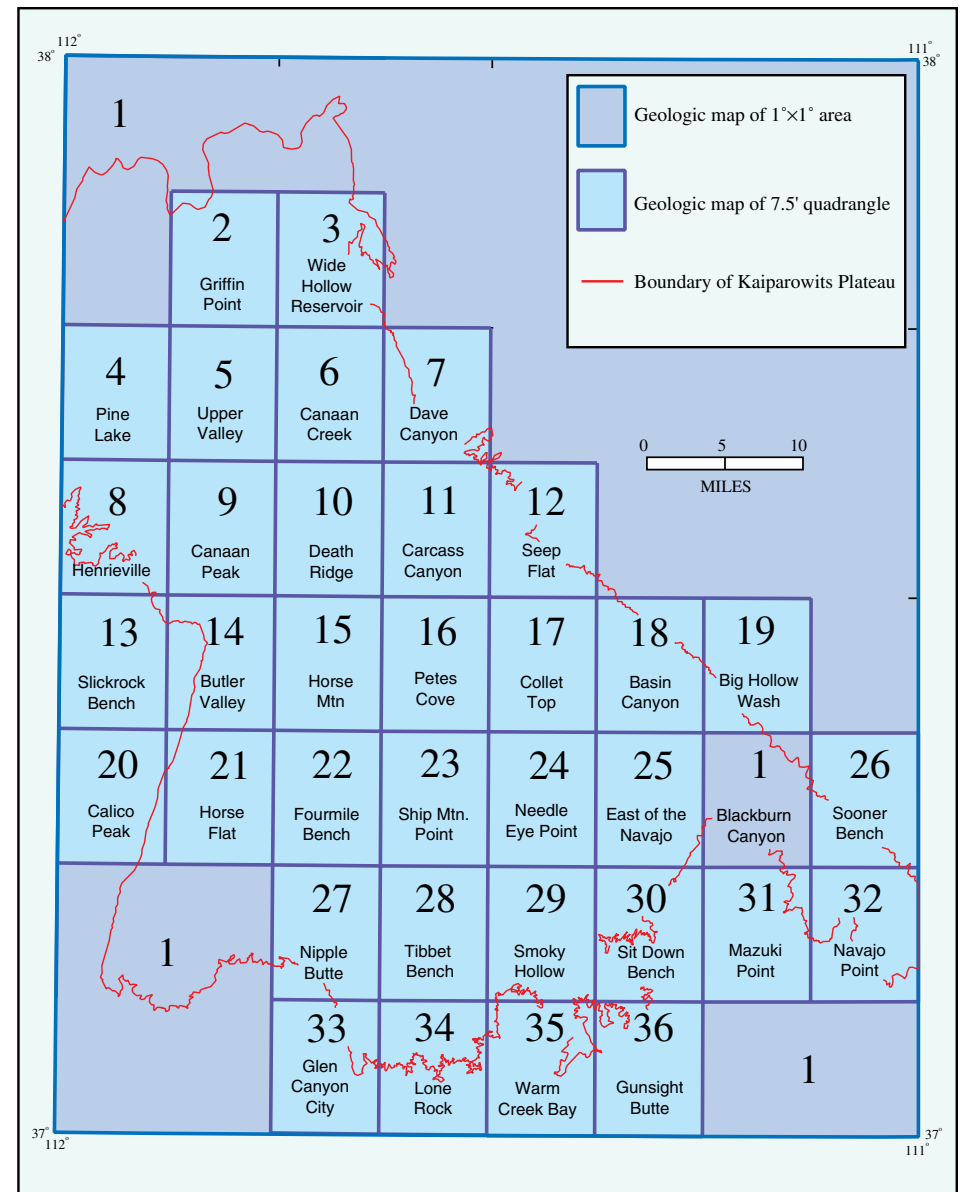 112°
38°
111°
38°
1
Geologic map of 1°×1° area
Geologic map of 7.5' quadrangle
Boundary of Kaiparowits Plateau
2
Griffin
Point
3
Wide
Hollow
Reservoir
4
Pine
Lake
5
Upper
Valley
6
Canaan
Creek
7
Dave
Canyon
0 5 10
MILES
8
Henrieville
9
Canaan
Peak
10
Death
Ridge
11
Carcass
Canyon
12
Seep
Flat
13
Slickrock
Bench
14
Butler
Valley
15
Horse
Mtn
16
Petes
Cove
17
Collet
Top
18
Basin
Canyon
19
Big Hollow
Wash
20
Calico
Peak
21
Horse
Flat
22
Fourmile
Bench
23
Ship Mtn.
Point
24
Needle
Eye Point
25
East of the
Navajo
1
Blackburn
Canyon
26
Sooner
Bench
1
27
Nipple
Butte
28
Tibbet
Bench
29
Smoky
Hollow
30
Sit Down
Bench
31
Mazuki
Point
32
Navajo
Point
33
Glen
Canyon
City
34
Lone
Rock
35
Warm
Creek Bay
36
Gunsight
Butte
1
37°
112°
37°
111°